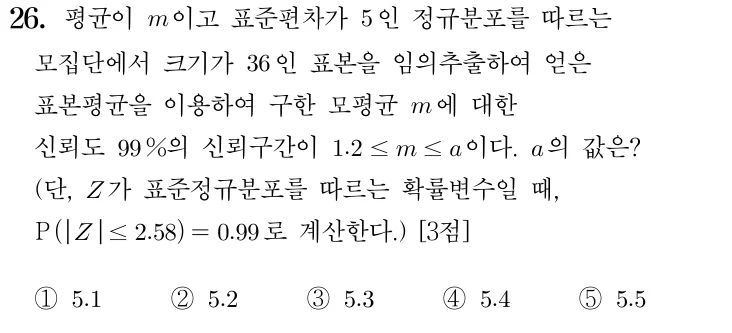 26. 평균이 m이고 표준편차가 5인 정규분포를 따르는
모집단에서 크기가 36인 표본을 임의추출하여 얻은
표본평균을 이용하여 구한 모평균 m에 대한
신뢰도 99%의 신뢰구간이 1.2 ≤ m ≤ a이다. a의 값은?
(단, Z가 표준정규분포를 따르는 확률변수일 때,
P(|Z| ≤ 2.58) = 0.99로 계산한다.) [3점]
① 5.1 ② 5.2 ③ 5.3 ④ 5.4 ⑤ 5.5